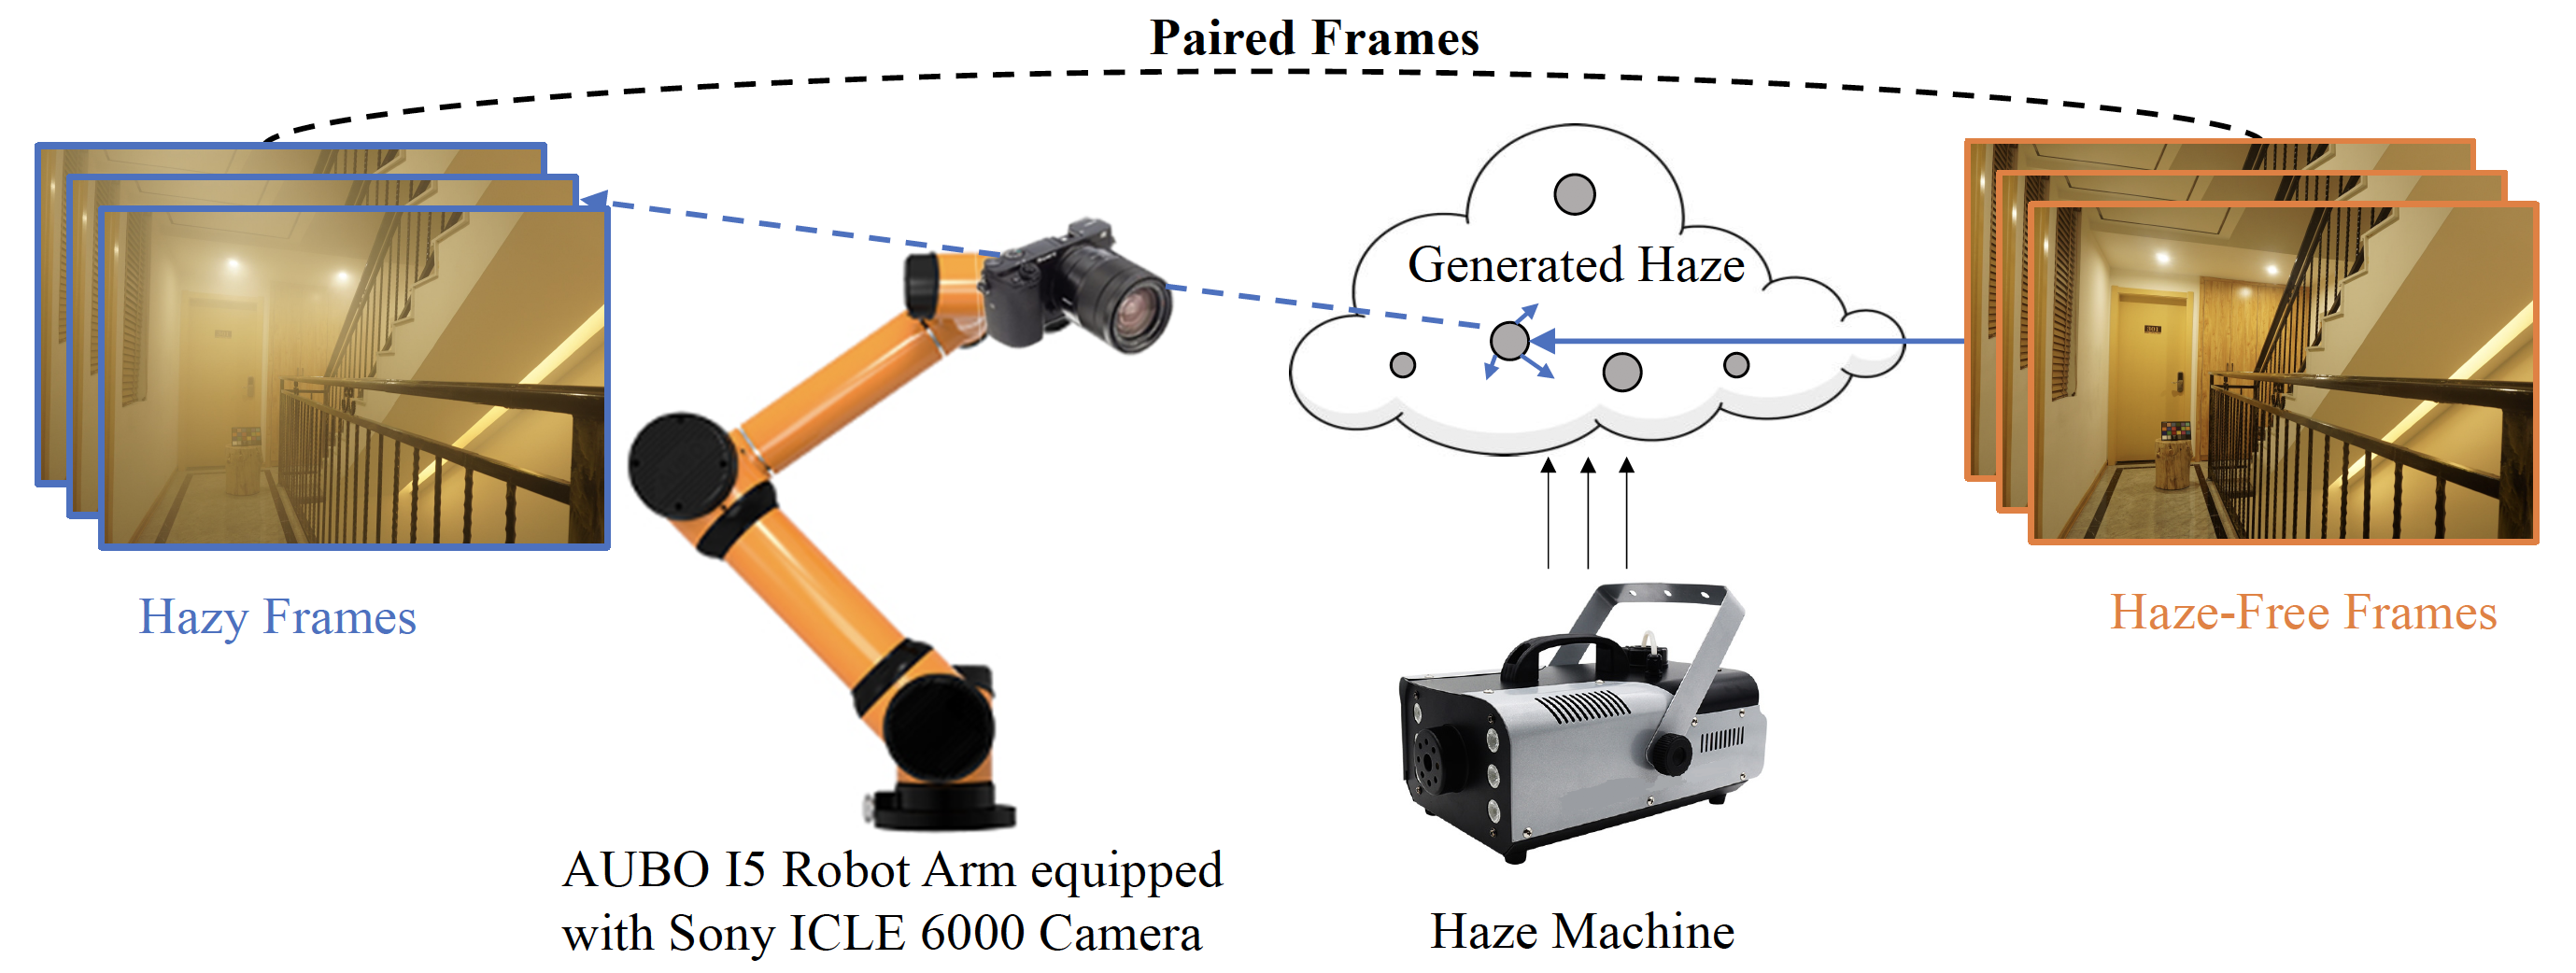 Paired Frames
Generated Haze
Hazy Frames
Haze-Free Frames
AUBO I5 Robot Arm equipped
with Sony ICLE 6000 Camera
Haze Machine